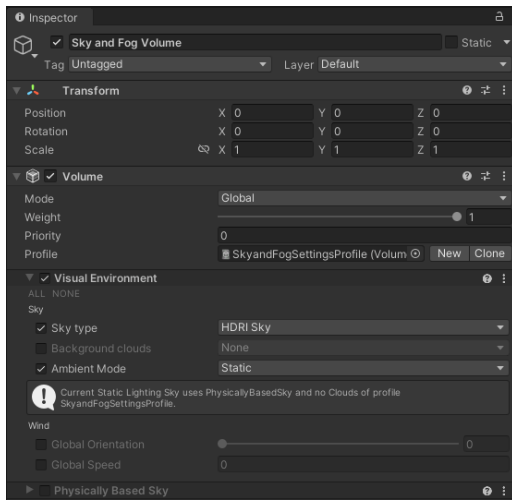 Inspector
Sky and Fog Volume Static
Tag Untagged Layer Default
Transform
Position X 0 Y 0 Z 0
Rotation X 0 Y 0 Z 0
Scale X 1 Y 1 Z 1
Volume
Mode Global
Weight 1
Priority 0
Profile SkyandFogSettingsProfile (Volum New Clone
Visual Environment
ALL NONE
Sky
Sky type HDRI Sky
Background clouds None
Ambient Mode Static
Current Static Lighting Sky uses PhysicallyBasedSky and no Clouds of profile
SkyandFogSettingsProfile.
Wind
Global Orientation 0
Global Speed 0
Physically Based Sky